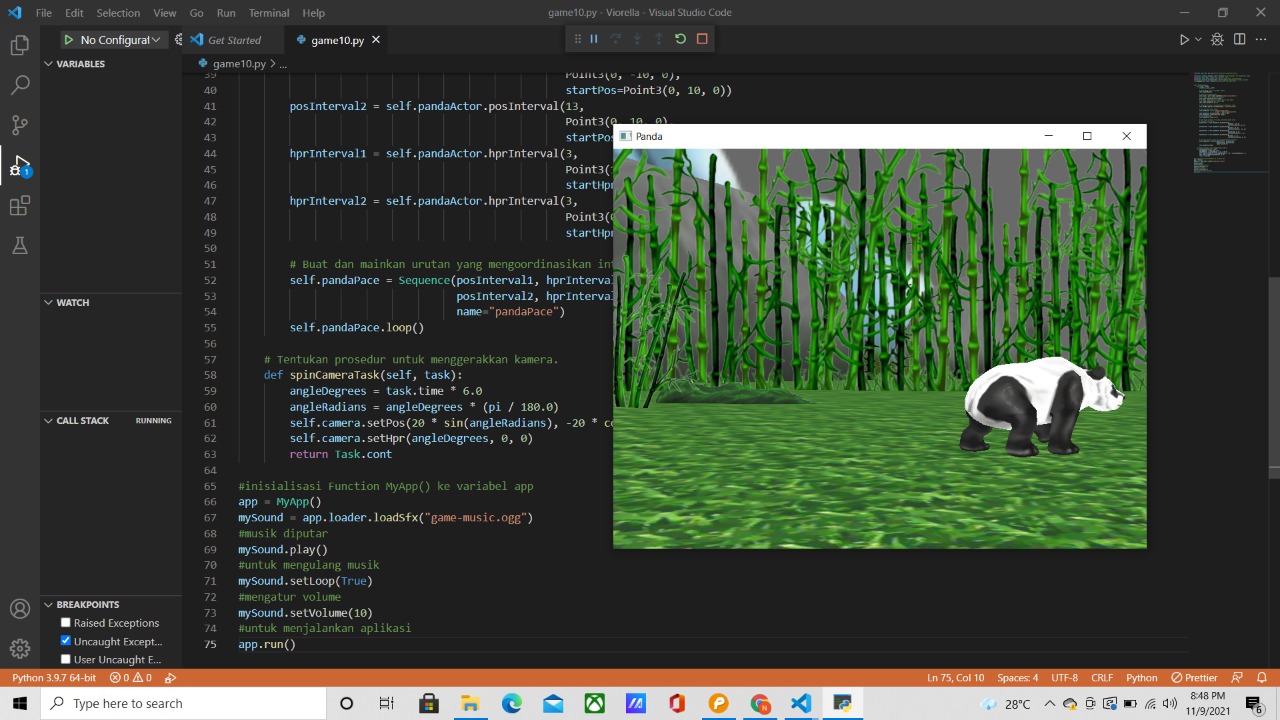 File Edit Selection View Go Run Terminal Help
game10.py - Viorella - Visual Studio Code
No Configurat
Get Started
game10.py
VARIABLES
game10.py > ...
39 Point3(0, -10, 0),
40 startPos=Point3(0, 10, 0))
41 posInterval2 = self.pandaActor.posInterval(13,
42 Point3(0, 10, 0),
43 startPos
44 hprInterval1 = self.pandaActor.hprInterval(3,
45 Point3(
46 startHpr
47 hprInterval2 = self.pandaActor.hprInterval(3,
48 Point3(0
49 startHpr
50
51 # Buat dan mainkan urutan yang mengoordinasikan int
52 self.pandaPace = Sequence(posInterval1, hprInterval
53 posInterval2, hprInterval
54 name="pandaPace")
55 self.pandaPace.loop()
56
57 # Tentukan prosedur untuk menggerakkan kamera.
58 def spinCameraTask(self, task):
59 angleDegrees = task.time * 6.0
60 angleRadians = angleDegrees * (pi / 180.0)
61 self.camera.setPos(20 * sin(angleRadians), -20 * co
62 self.camera.setHpr(angleDegrees, 0, 0)
63 return Task.cont
64
65 #inisialisasi Function MyApp() ke variabel app
66 app = MyApp()
67 mySound = app.loader.loadSfx("game-music.ogg")
68 #musik diputar
69 mySound.play()
70 #untuk mengulang musik
71 mySound.setLoop(True)
72 #mengatur volume
73 mySound.setVolume(10)
74 #untuk menjalankan aplikasi
75 app.run()
Panda
WATCH
CALL STACK RUNNING
BREAKPOINTS
Raised Exceptions
Uncaught Except...
User Uncaught E...
1
Python 3.9.7 64-bit 0 0
Ln 75, Col 10 Spaces: 4 UTF-8 CRLF Python Prettier
Type here to search
28°C
8:48 PM
11/9/2021
6